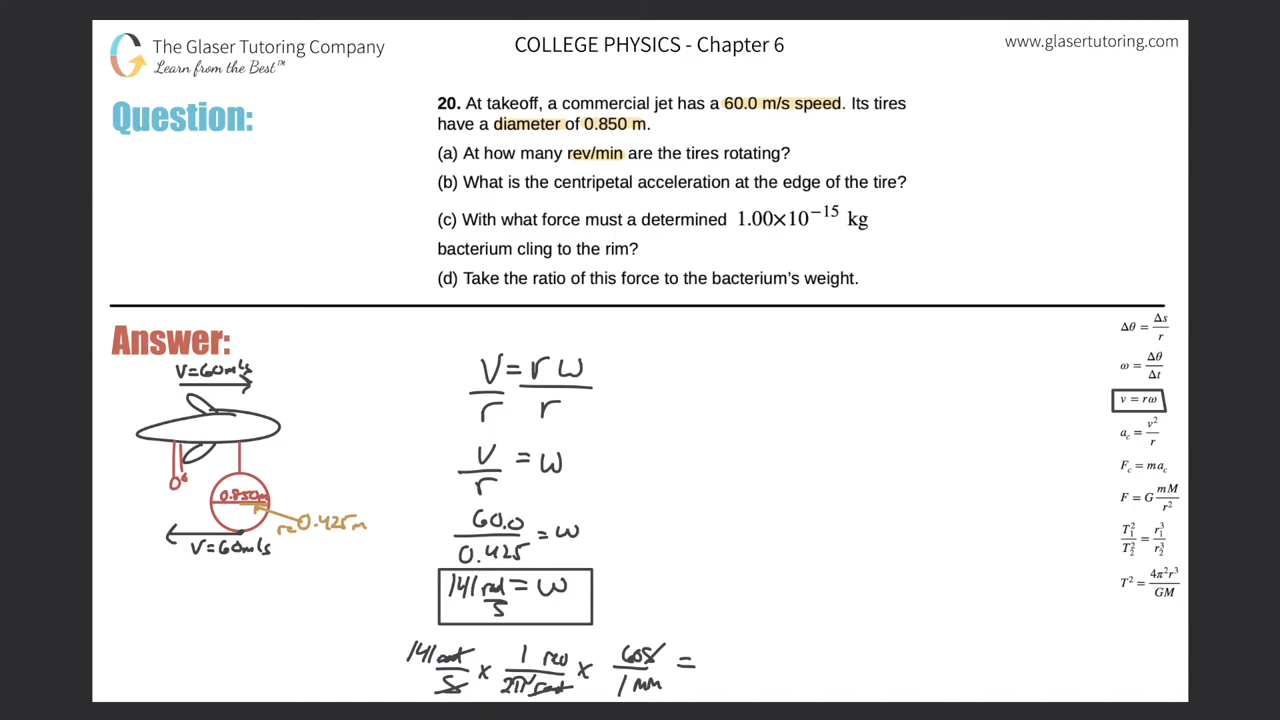 The Glaser Tutoring Company
Learn from the Best™
COLLEGE PHYSICS - Chapter 6
www.glasertutoring.com
Question:
20. At takeoff, a commercial jet has a 60.0 m/s speed. Its tires
have a diameter of 0.850 m.
(a) At how many rev/min are the tires rotating?
(b) What is the centripetal acceleration at the edge of the tire?
(c) With what force must a determined 1.00×10⁻¹⁵ kg
bacterium cling to the rim?
(d) Take the ratio of this force to the bacterium's weight.
Answer:
V=60m/s
0.850m
r=0.425m
V=60m/s
V/r = rω/r
V/r = ω
60.0/0.425 = ω
141 rad/s = ω
141 rad/s × 1 rev/2π rad × 60s/1 min =
Δθ = Δs/r
ω = Δθ/Δt
v = rω
a_c = v²/r
F_c = ma_c
F = G mM/r²
T₁²/T₂² = r₁³/r₂³
T² = 4π²r³/GM